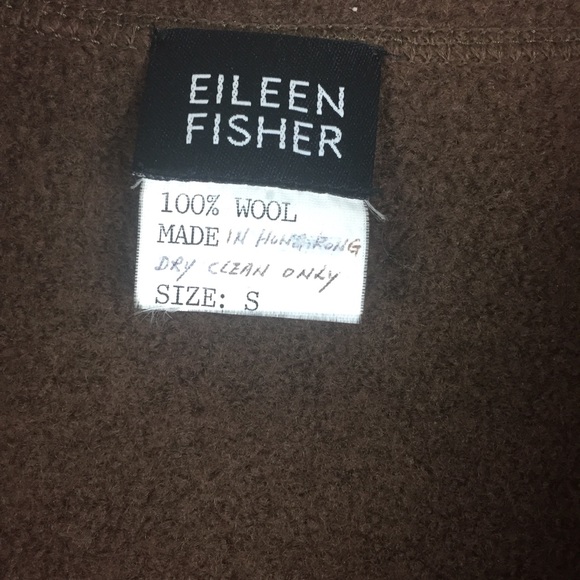 EILEEN
FISHER
100% WOOL
MADE IN HONG KONG
DRY CLEAN ONLY
SIZE: S